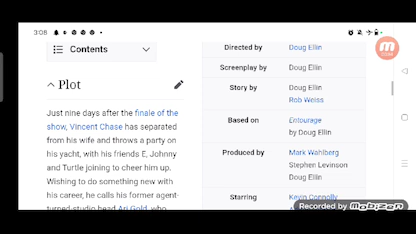 3:08
Contents
Plot
Just nine days after the finale of the
show, Vincent Chase has separated
from his wife and throws a party on
his yacht, with his friends E, Johnny
and Turtle joining to cheer him up.
Wishing to do something new with
his career, he calls his former agent-
turned-studio head Ari Gold, who
Directed by Doug Ellin
Screenplay by Doug Ellin
Story by Doug Ellin
Rob Weiss
Based on Entourage
by Doug Ellin
Produced by Mark Wahlberg
Stephen Levinson
Doug Ellin
Starring Kevin Connolly
Recorded by mobizen